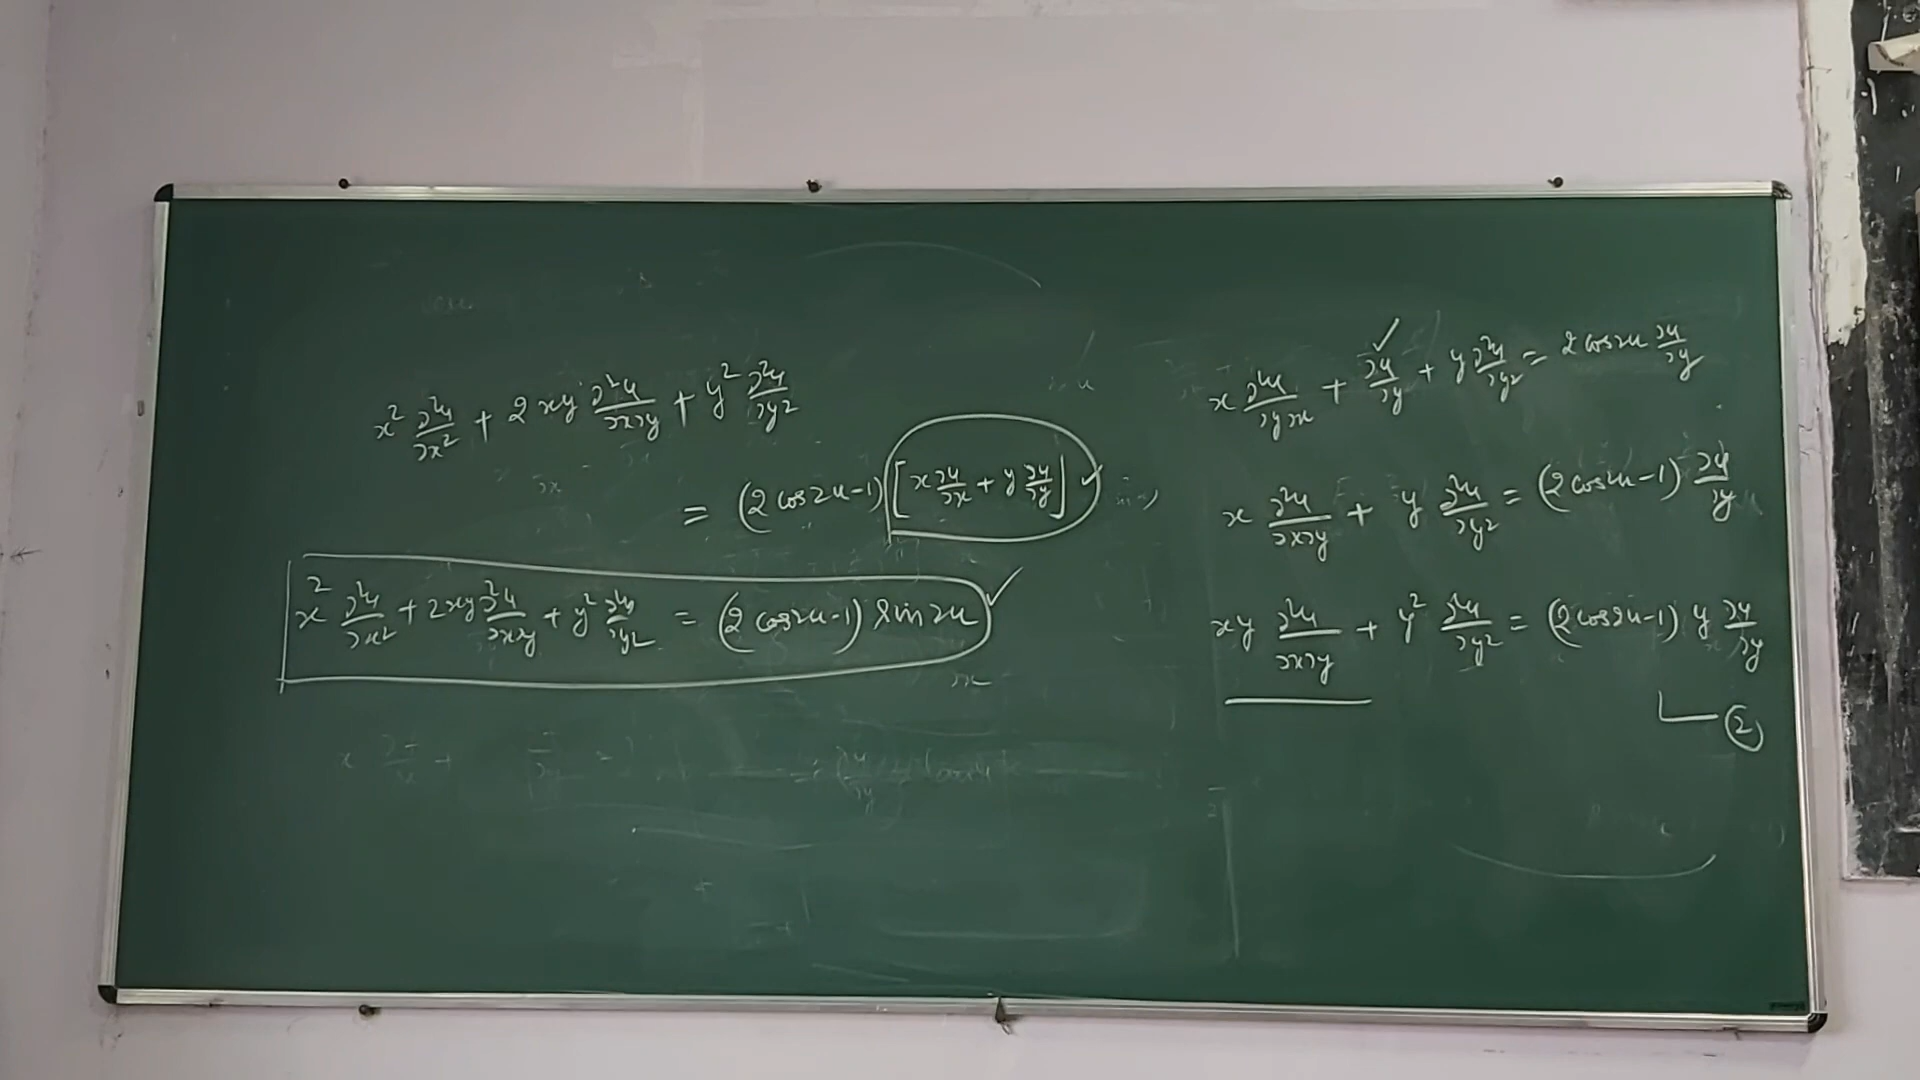 x² ∂²u/∂x² + 2xy ∂²u/∂x∂y + y² ∂²u/∂y²
= (2cos2u-1) [x ∂u/∂x + y ∂u/∂y] ✓
x² ∂²u/∂x² + 2xy ∂²u/∂x∂y + y² ∂²u/∂y² = (2cos2u-1) sin2u ✓
x ∂²u/∂y∂x + ∂u/∂y ✓ + y ∂²u/∂y² = 2cos2u ∂u/∂y
x ∂²u/∂x∂y + y ∂²u/∂y² = (2cos2u-1) ∂u/∂y
xy ∂²u/∂x∂y + y² ∂²u/∂y² = (2cos2u-1) y ∂u/∂y
②